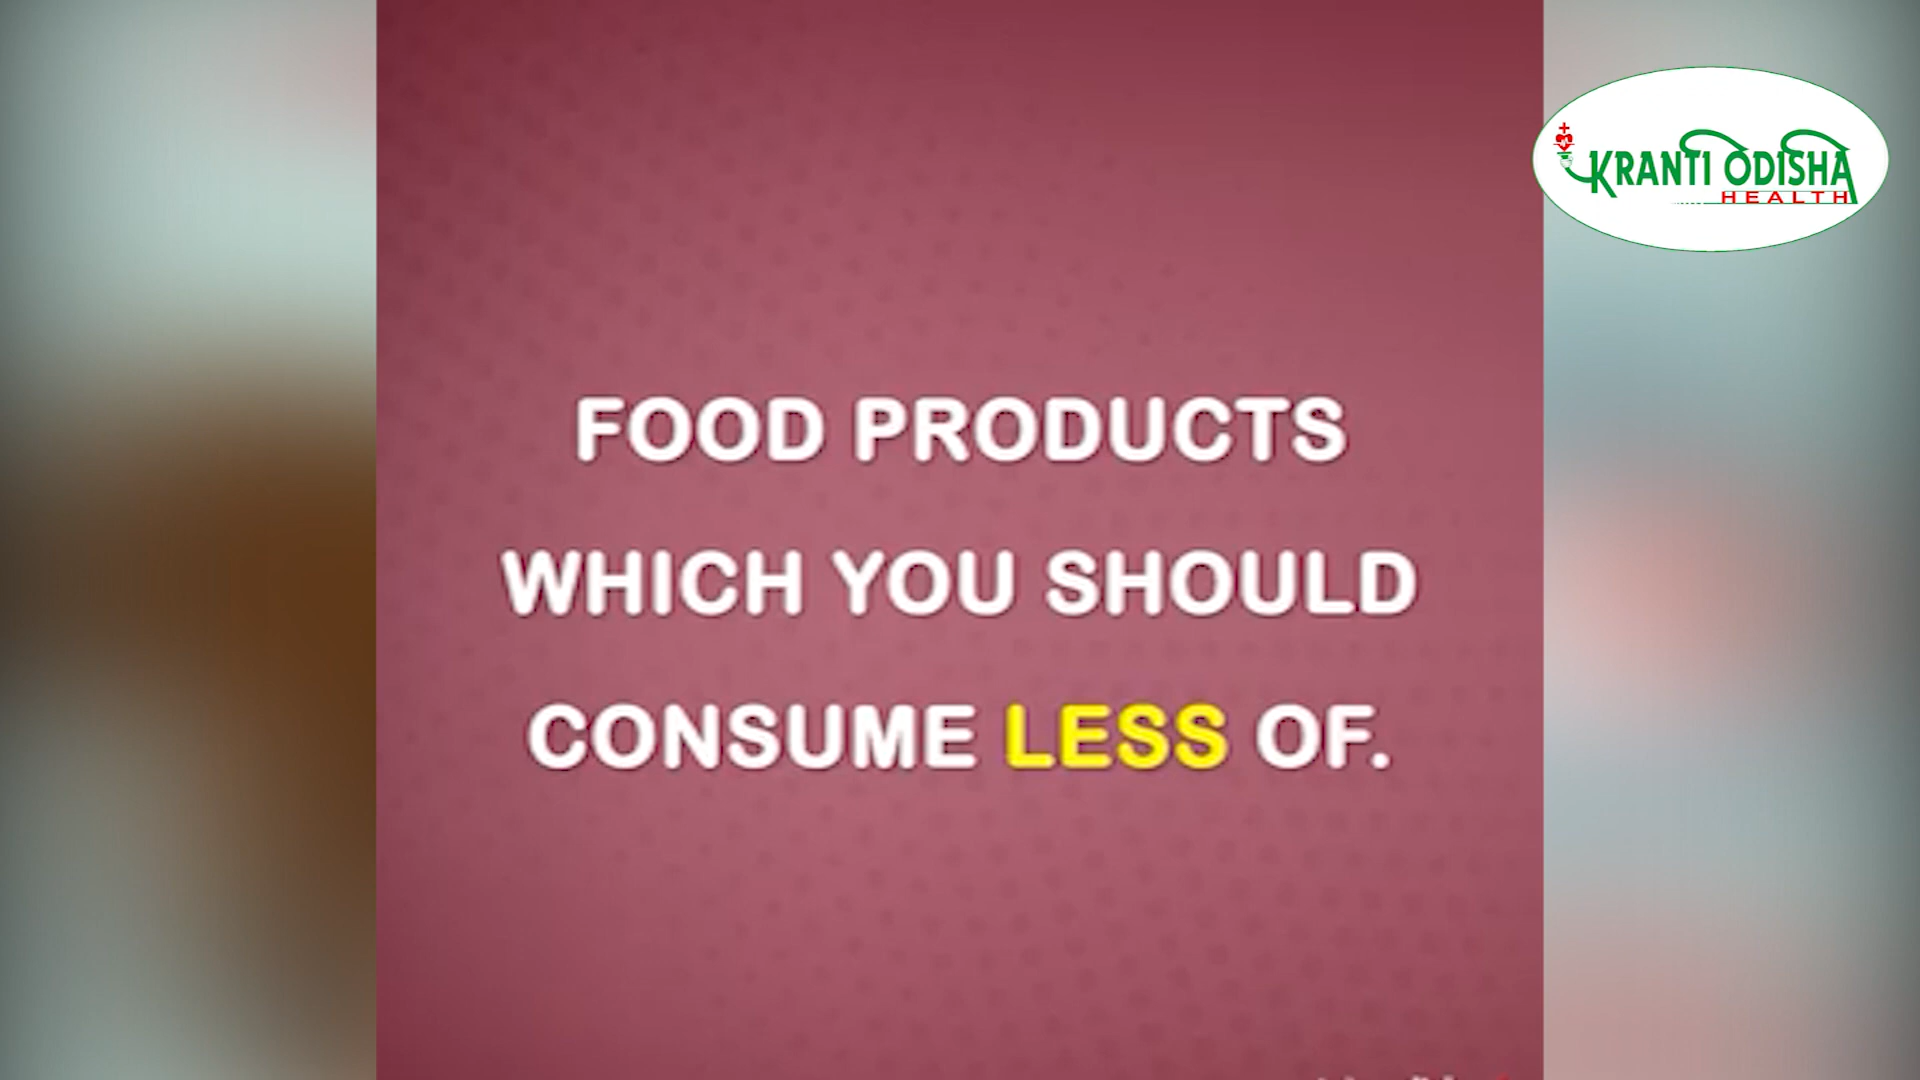 KRANTI ODISHA
HEALTH
FOOD PRODUCTS
WHICH YOU SHOULD
CONSUME LESS OF.